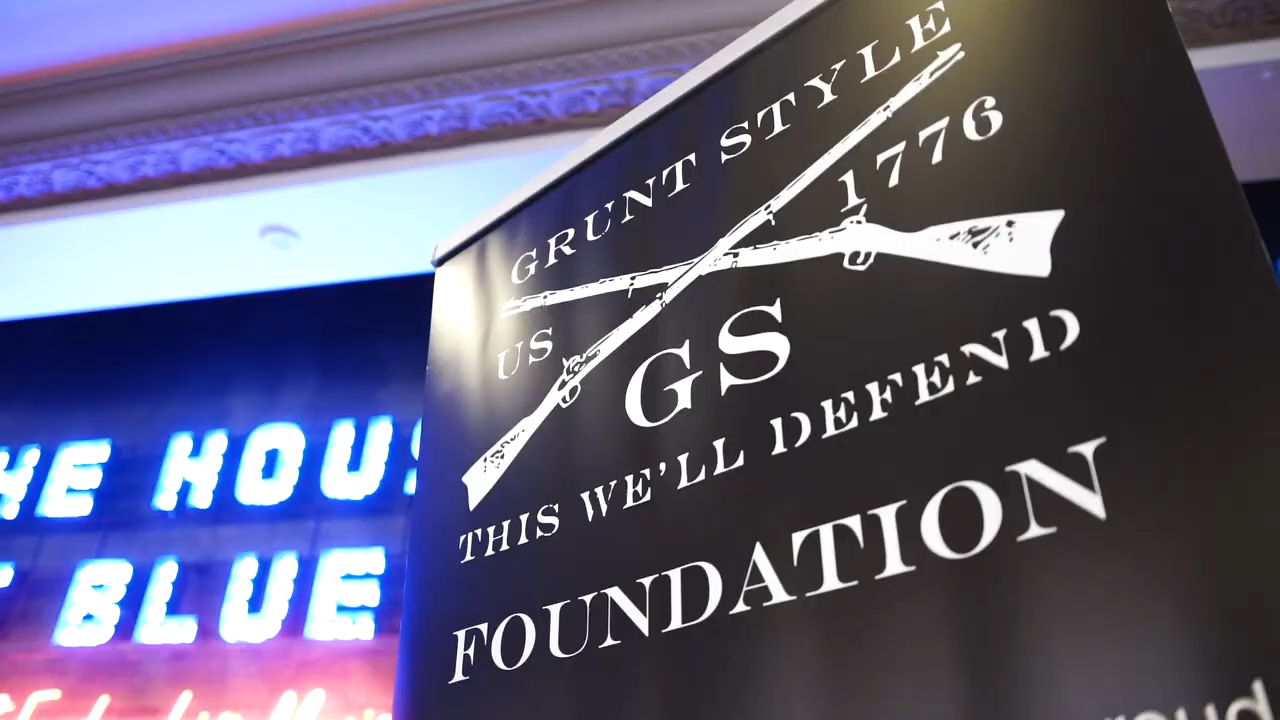 GRUNT STYLE
1776
US
GS
THIS WE'LL DEFEND
FOUNDATION
HOUS
BLUE